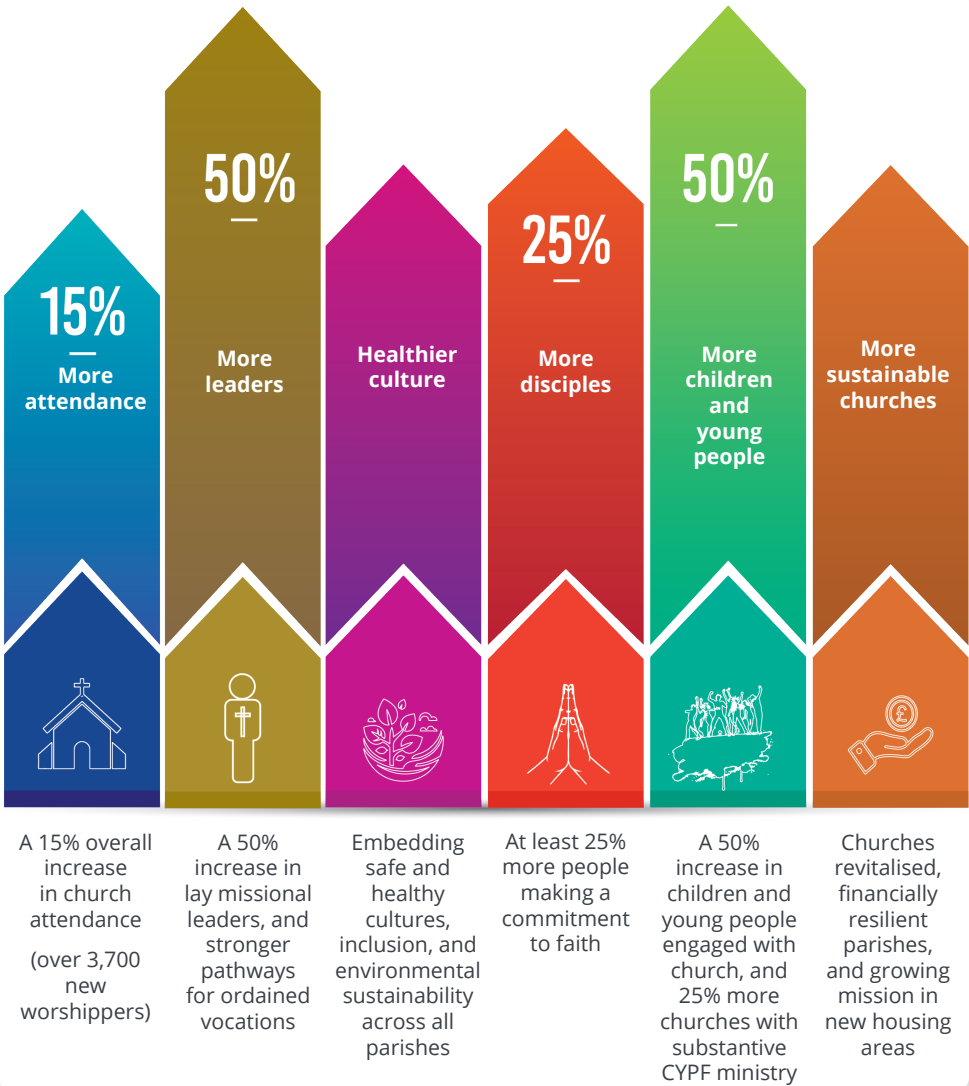 15%
More
attendance
50%
More
leaders
Healthier
culture
25%
More
disciples
50%
More
children
and
young
people
More
sustainable
churches
£
A 15% overall
increase
in church
attendance
(over 3,700
new
worshippers)
A 50%
increase in
lay missional
leaders, and
stronger
pathways
for ordained
vocations
Embedding
safe and
healthy
cultures,
inclusion, and
environmental
sustainability
across all
parishes
At least 25%
more people
making a
commitment
to faith
A 50%
increase in
children and
young people
engaged with
church, and
25% more
churches with
substantive
CYPF ministry
Churches
revitalised,
financially
resilient
parishes,
and growing
mission in
new housing
areas